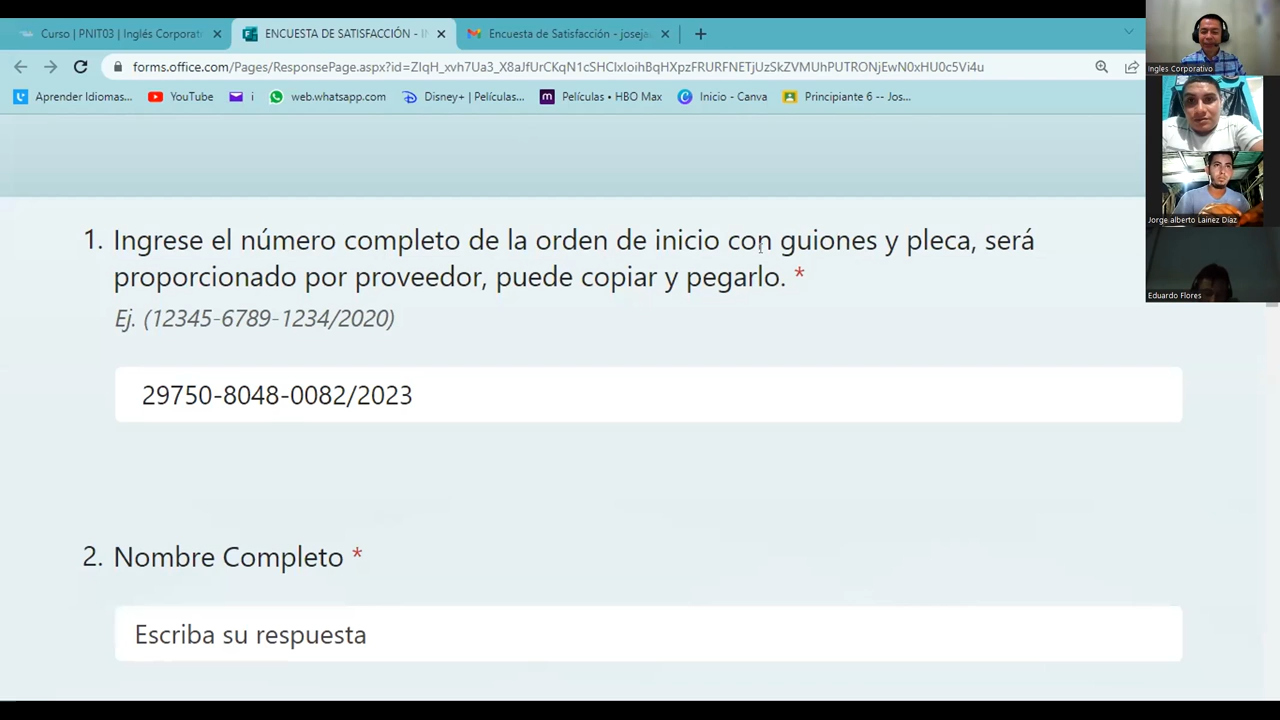 Curso | PNIT03 | Inglés Corporati
ENCUESTA DE SATISFACCIÓN - I
Encuesta de Satisfacción - joseja
forms.office.com/Pages/ResponsePage.aspx?id=
Aprender Idiomas...
YouTube
i
web.whatsapp.com
Disney+ | Películas...
Películas • HBO Max
Inicio - Canva
Principiante 6 -- Jos...
Ingles Corporativo
Jorge alberto Lainez Díaz
Eduardo Flores
1. Ingrese el número completo de la orden de inicio con guiones y pleca, será
proporcionado por proveedor, puede copiar y pegarlo. *
Ej. (12345-6789-1234/2020)
29750-8048-0082/2023
2. Nombre Completo *
Escriba su respuesta